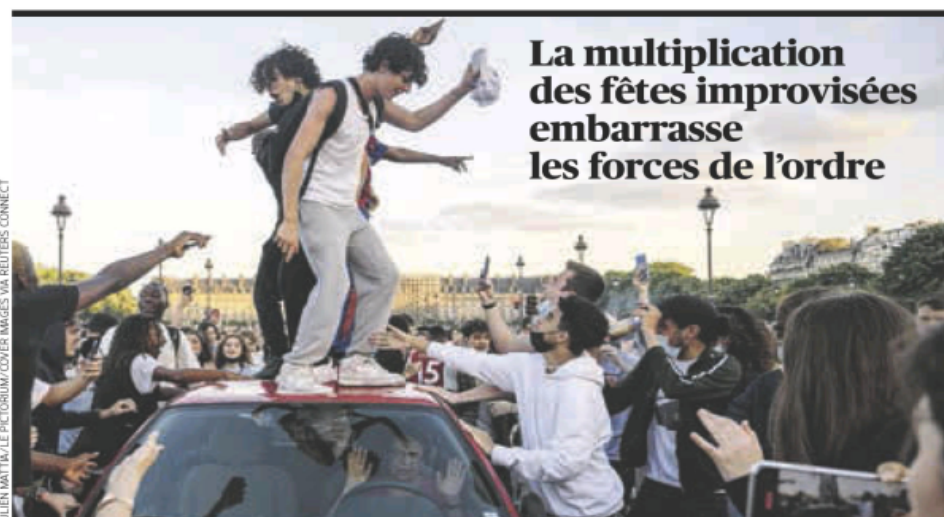 La multiplication
des fêtes improvisées
embarrasse
les forces de l'ordre
JULIEN MATTIA/LE PICTORIUM/COVER IMAGES VIA REUTERS CONNECT
15